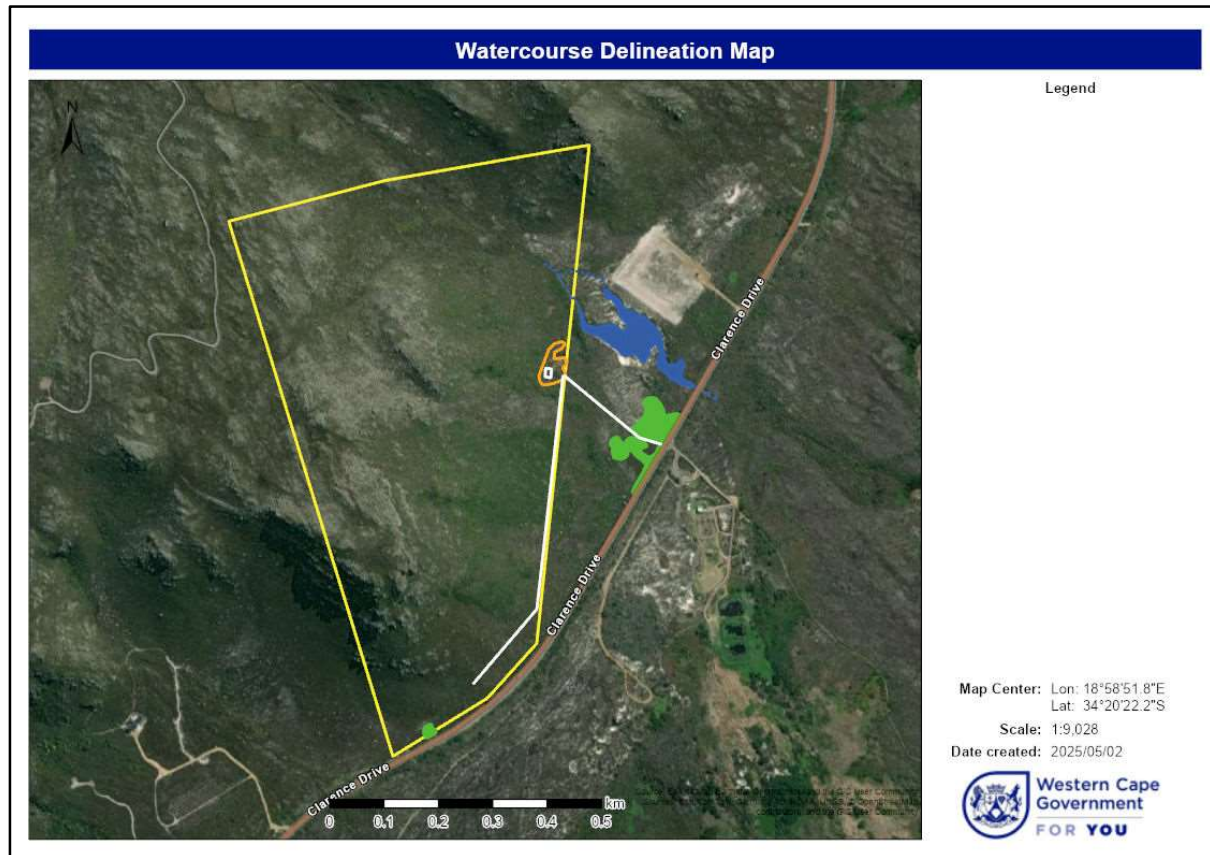 Watercourse Delineation Map
Legend
N
Clarence Drive
Clarence Drive
Clarence Drive
km
0 0.1 0.2 0.3 0.4 0.5
Map Center: Lon: 18°58'51.8"E
Lat: 34°20'22.2"S
Scale: 1:9,028
Date created: 2025/05/02
Western Cape
Government
FOR YOU